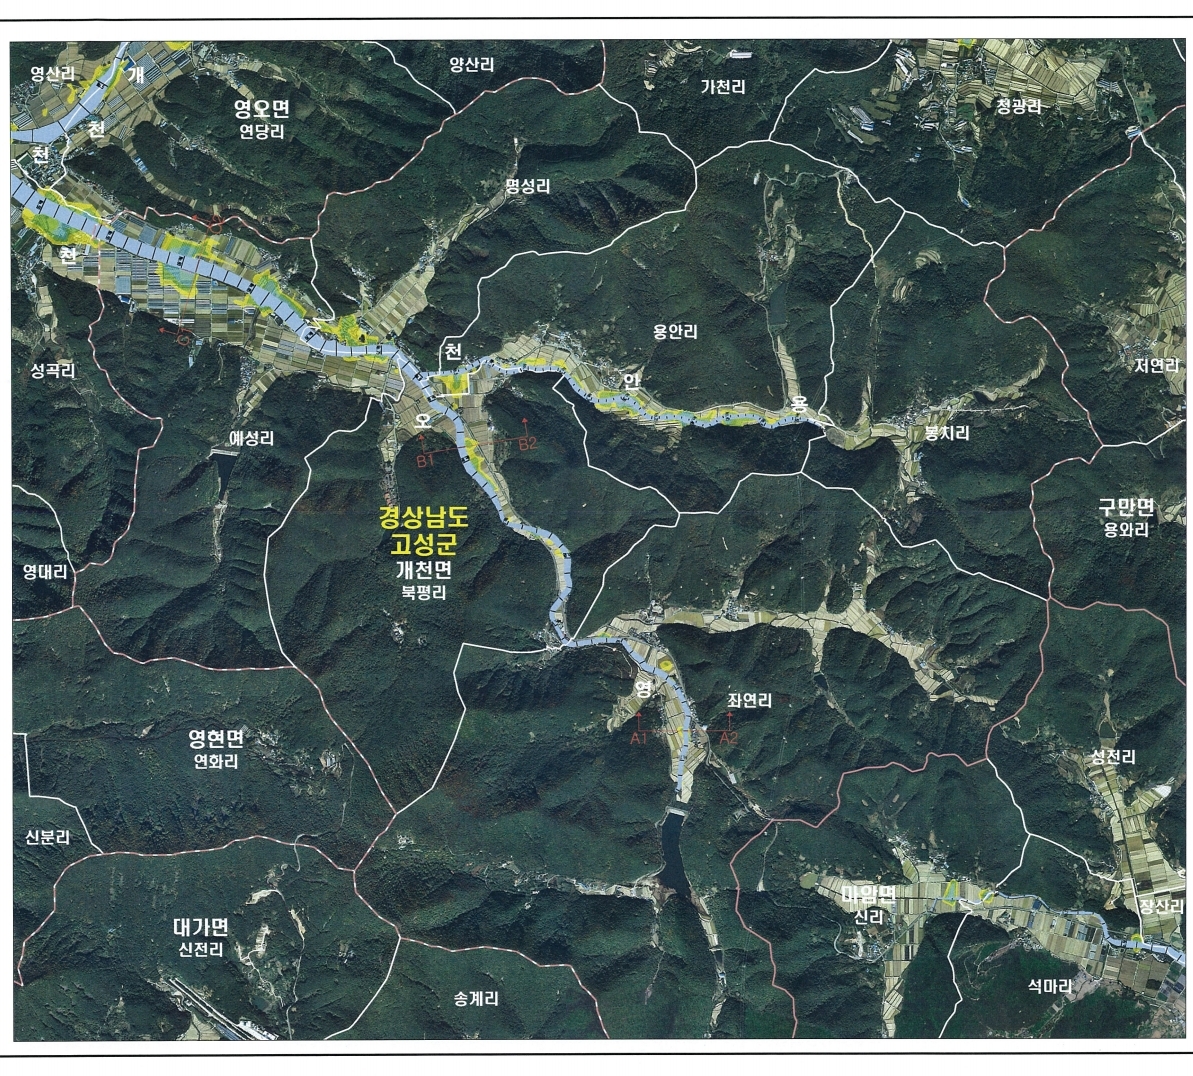 양산리
영산리
개
가천리
영오면
연당리
청광리
천
천
명성리
천
용안리
천
저연리
성곡리
안
용
오
봉치리
예성리
B1
B2
경상남도
고성군
개천면
북평리
구만면
용와리
영대리
영
좌연리
A1
A2
영현면
연화리
성전리
신분리
마암면
신리
장산리
대가면
신전리
석마리
송계리